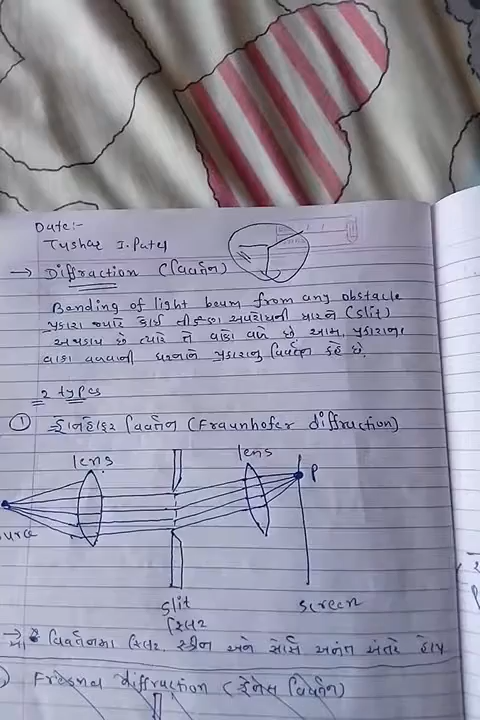 Date:-
Tushar I. Patel
→ Diffraction (વિવર્તન)
Bending of light beam from any obstacle
પ્રકાશ જ્યારે કોઈ તીક્ષ્ણ અવરોધની ધારને (slit)
અથડાય છે ત્યારે તે વાંકો વળે છે આમ, પ્રકાશના
વાંકા વળવાની ઘટનાને પ્રકાશનુ વિવર્તન કહે છે.
2 types
① ફ્રોનહોફર વિવર્તન (Fraunhofer diffraction)
lens
lens
P
ource
slit
સ્લિટ
screen
→ આ વિવર્તનમા સ્લિટ, સ્ક્રીન અને સોર્સ અનંત અંતરે હોય
Fresnal diffraction (ફ્રેનેલ વિવર્તન)